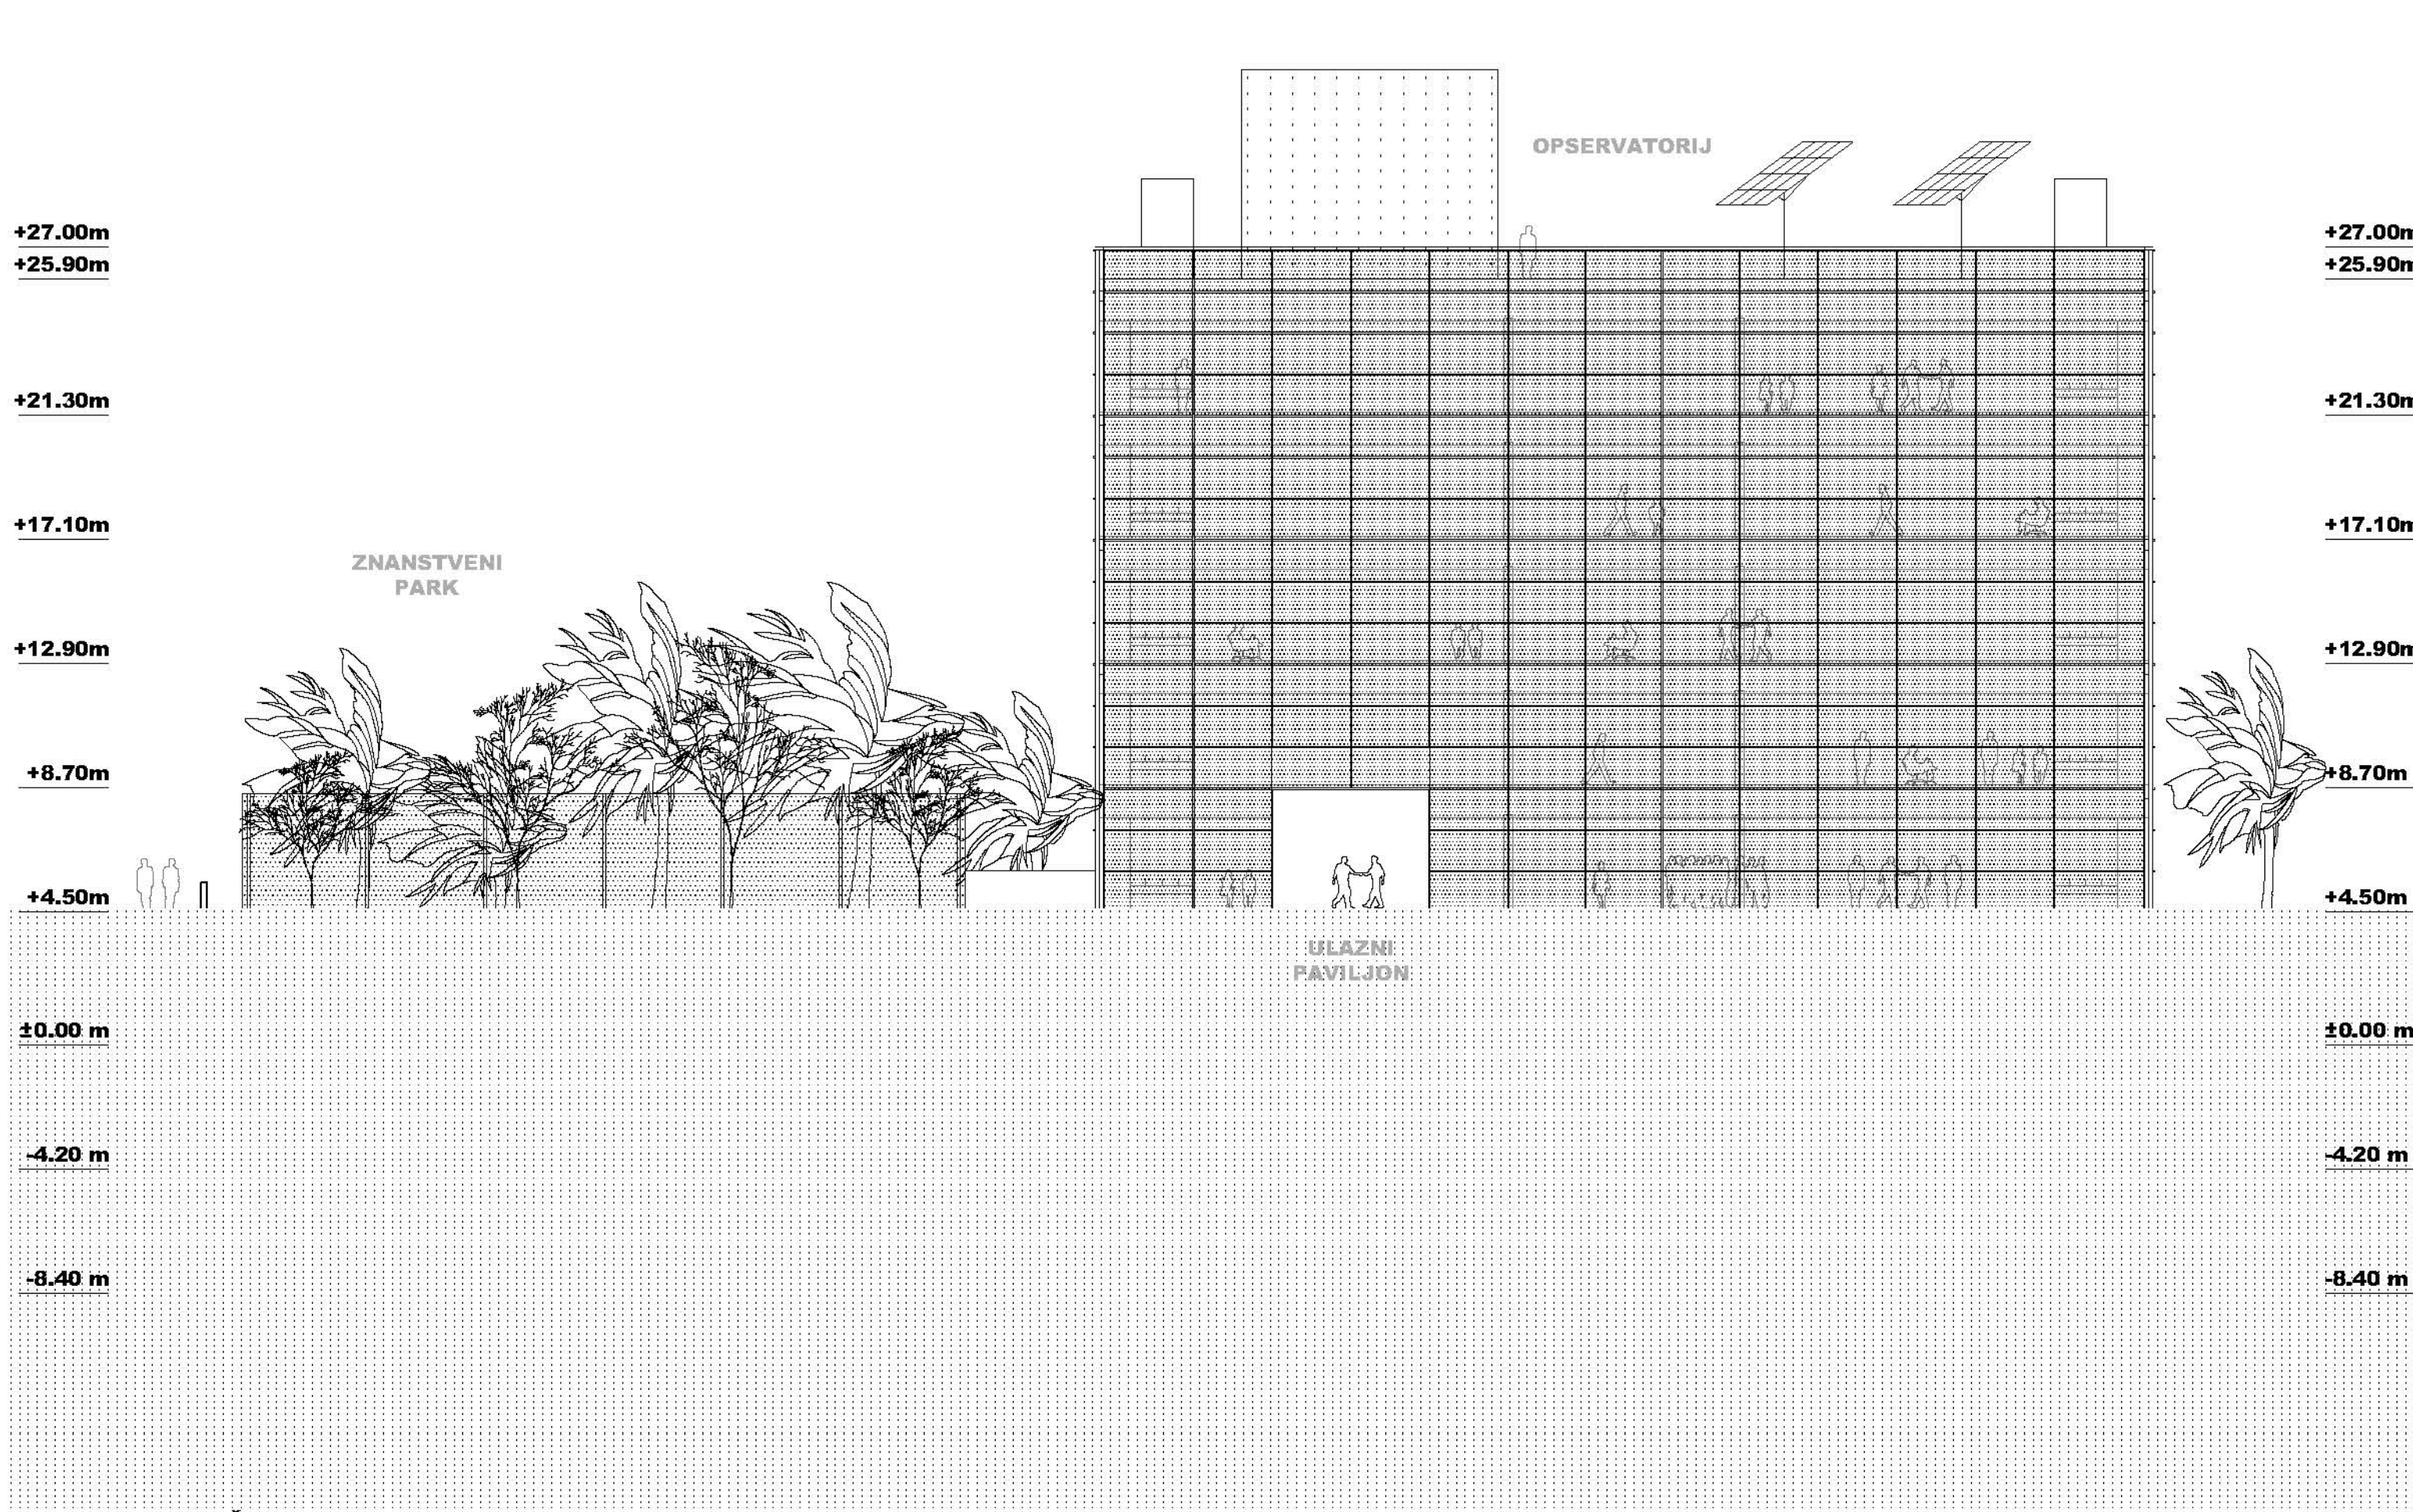 OPSERVATORIJ
+27.00m
+27.00m
+25.90m
+25.90m
+21.30m
+21.30m
+17.10m
+17.10m
ZNANSTVENI
PARK
+12.90m
+12.90m
+8.70m
+8.70m
+4.50m
+4.50m
ULAZNI
PAVILJON
±0.00 m
±0.00 m
-4.20 m
-4.20 m
-8.40 m
-8.40 m